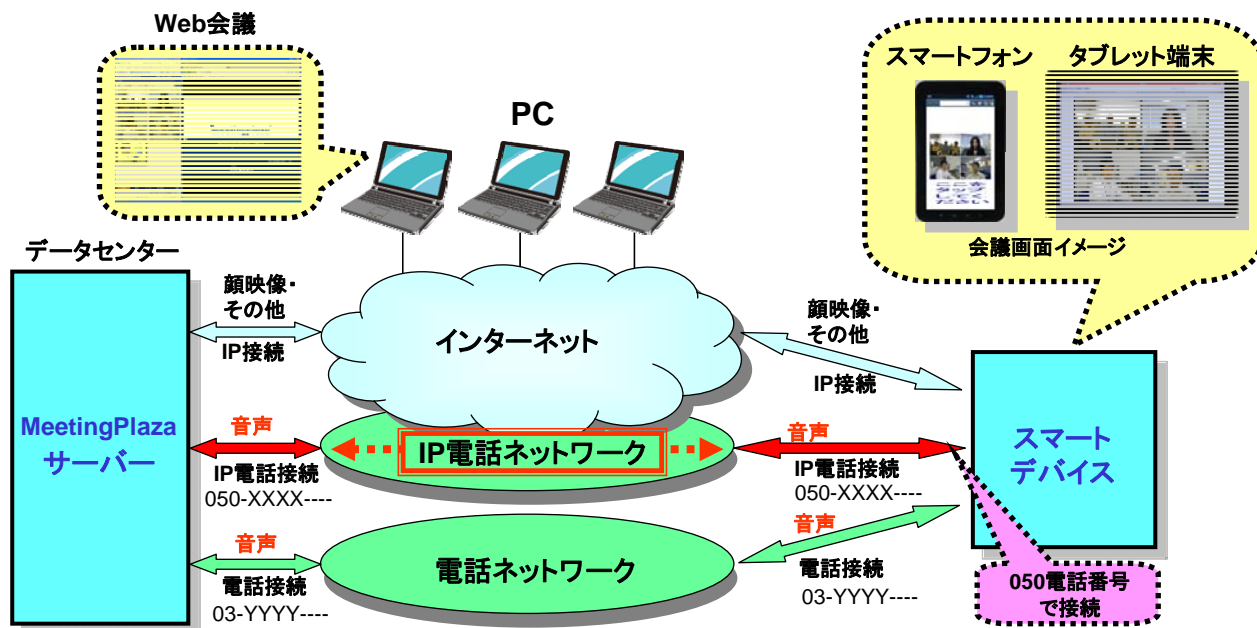 Web会議
PC
スマートフォン
タブレット端末
会議画面イメージ
データセンター
MeetingPlaza
サーバー
顔映像・
その他
IP接続
インターネット
顔映像・
その他
IP接続
音声
IP電話接続
050-XXXX----
IP電話ネットワーク
音声
IP電話接続
050-XXXX----
スマート
デバイス
音声
電話接続
03-YYYY----
電話ネットワーク
音声
電話接続
03-YYYY----
050電話番号
で接続